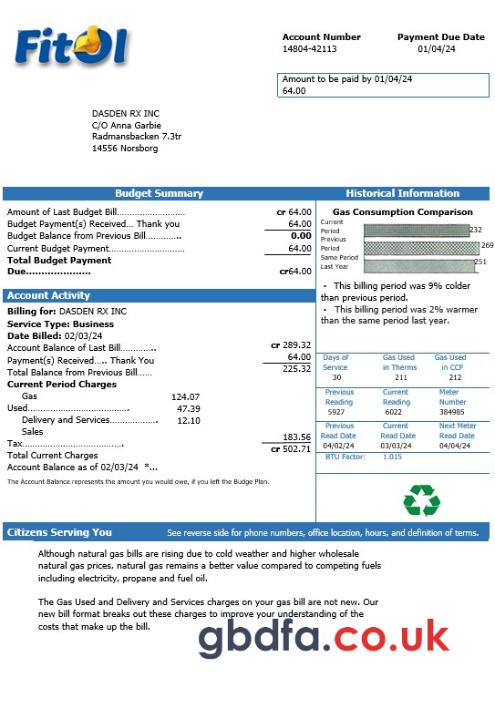 FitOl
Account Number Payment Due Date
14804-42113 01/04/24
Amount to be paid by 01/04/24
64.00
DASDEN RX INC
C/O Anna Garbie
Radmansbacken 7.3tr
14556 Norsborg
Budget Summary
Amount of Last Budget Bill........................... cr 64.00
Budget Payment(s) Received... Thank you 64.00
Budget Balance from Previous Bill.............. 0.00
Current Budget Payment......................... 64.00
Total Budget Payment
Due..................... cr64.00
Historical Information
Gas Consumption Comparison
Current
Period 232
Previous
Period 269
Same Period
Last Year 251
- This billing period was 9% colder
than previous period.
- This billing period was 2% warmer
than the same period last year.
Account Activity
Billing for: DASDEN RX INC
Service Type: Business
Date Billed: 02/03/24
Account Balance of Last Bill.............. cr 289.32
Payment(s) Received.... Thank You 64.00
Total Balance from Previous Bill...... 225.32
Current Period Charges
Gas 124.07
Used........................................ 47.39
Delivery and Services................... 12.10
Sales
Tax........................................ 183.56
Total Current Charges cr 502.71
Account Balance as of 02/03/24 *...
The Account Balance represents the amount you would owe, if you left the Budge Plan.
Days of Gas Used Gas Used
Service in Therms in CCF
30 211 212
Previous Current Meter
Reading Reading Number
5927 6022 384985
Previous Current Next Meter
Read Date Read Date Read Date
04/02/24 03/03/24 04/04/24
BTU Factor: 1.015
Citizens Serving You See reverse side for phone numbers, office location, hours, and definition of terms.
Although natural gas bills are rising due to cold weather and higher wholesale
natural gas prices, natural gas remains a better value compared to competing fuels
including electricity, propane and fuel oil.
The Gas Used and Delivery and Services charges on your gas bill are not new. Our
new bill format breaks out these charges to improve your understanding of the
costs that make up the bill.
gbdfa.co.uk